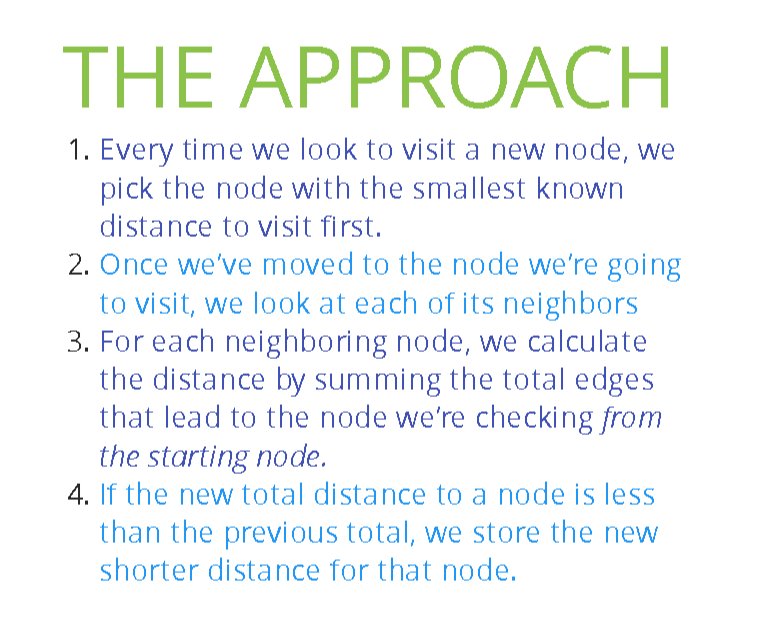 THE APPROACH
1. Every time we look to visit a new node, we
pick the node with the smallest known
distance to visit first.
2. Once we’ve moved to the node we’re going
to visit, we look at each of its neighbors
3. For each neighboring node, we calculate
the distance by summing the total edges
that lead to the node we’re checking from
the starting node.
4. If the new total distance to a node is less
than the previous total, we store the new
shorter distance for that node.